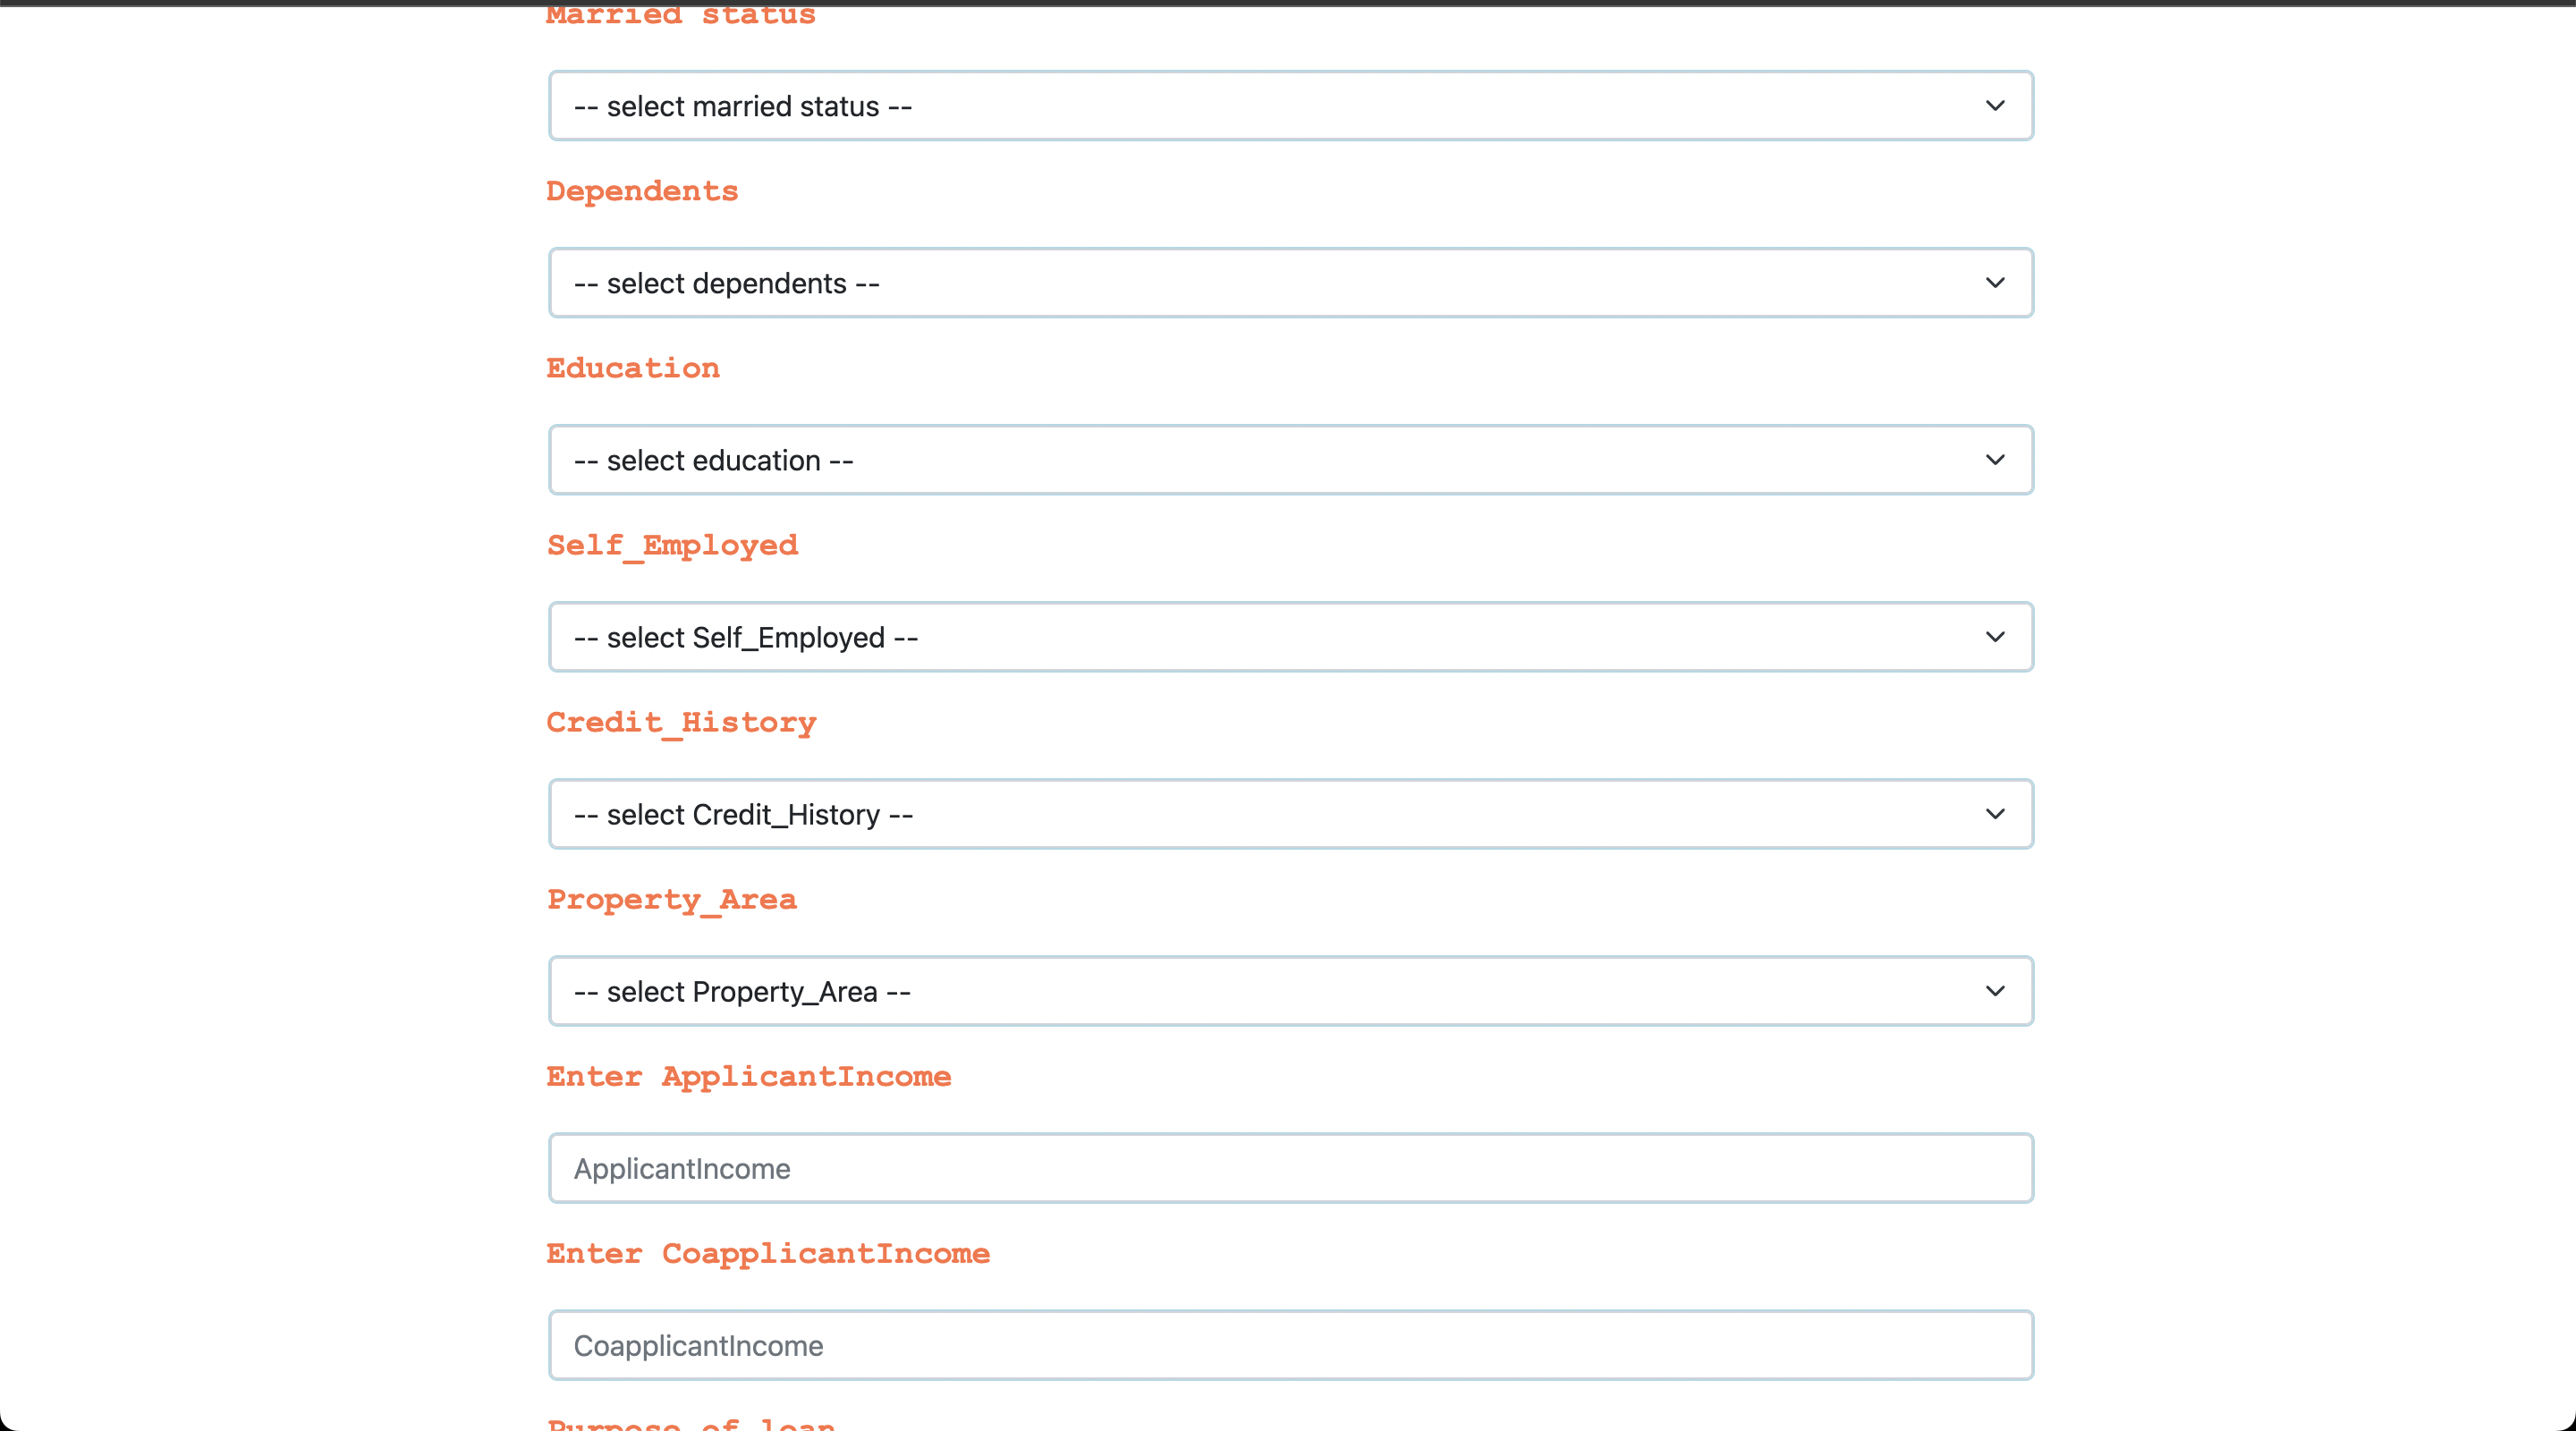 Married status
-- select married status --
Dependents
-- select dependents --
Education
-- select education --
Self_Employed
-- select Self_Employed --
Credit_History
-- select Credit_History --
Property_Area
-- select Property_Area --
Enter ApplicantIncome
ApplicantIncome
Enter CoapplicantIncome
CoapplicantIncome
Purpose of loan